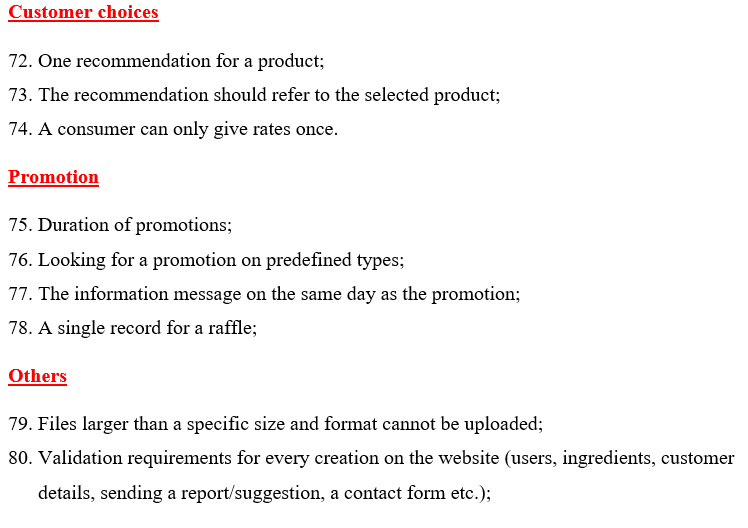 Customer choices
72. One recommendation for a product;
73. The recommendation should refer to the selected product;
74. A consumer can only give rates once.
Promotion
75. Duration of promotions;
76. Looking for a promotion on predefined types;
77. The information message on the same day as the promotion;
78. A single record for a raffle;
Others
79. Files larger than a specific size and format cannot be uploaded;
80. Validation requirements for every creation on the website (users, ingredients, customer
details, sending a report/suggestion, a contact form etc.);